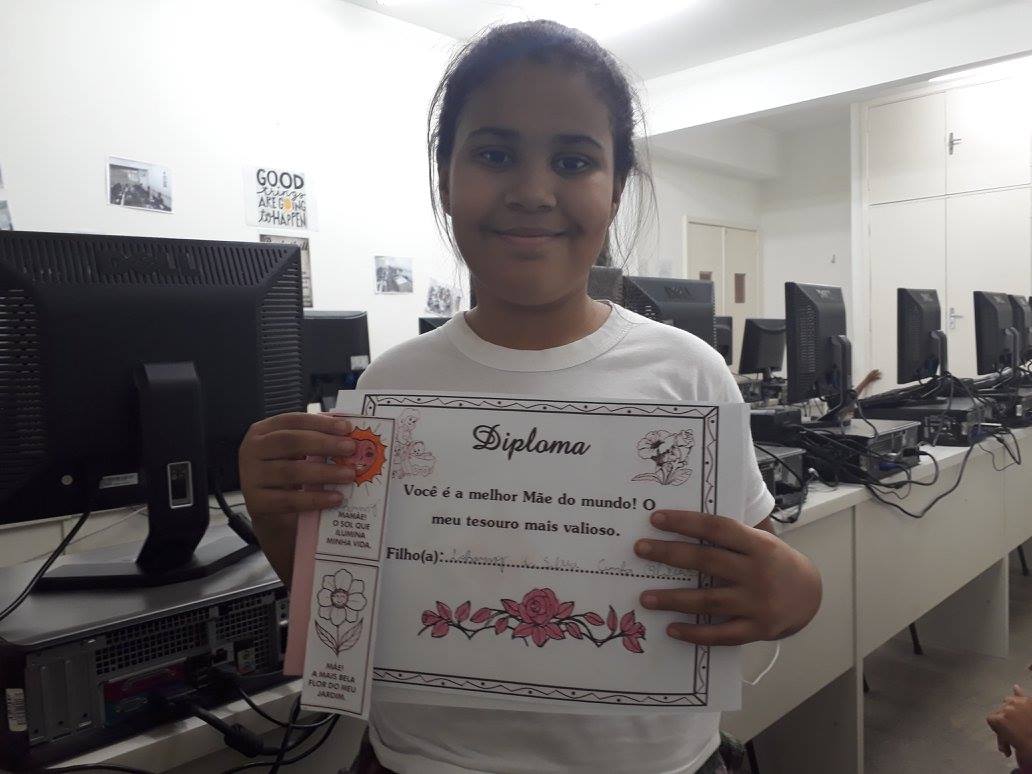 GOOD
things
ARE GOING
to HAPPEN
Diploma
Você é a melhor Mãe do mundo! O
meu tesouro mais valioso.
Filho(a):
MAMÃE!
O SOL QUE
ILUMINA
MINHA VIDA.
MÃE!
A MAIS BELA
FLOR DO MEU
JARDIM.